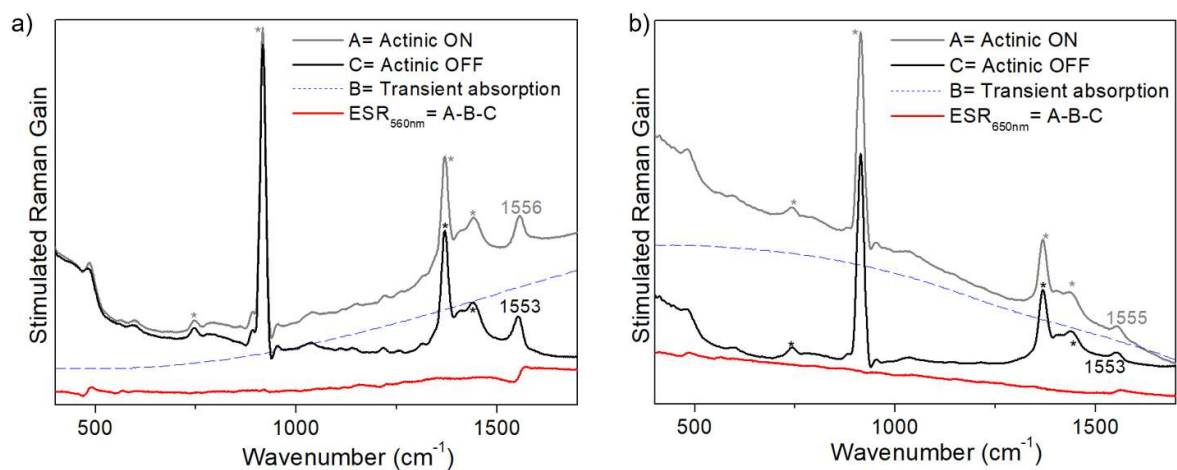 a)
Stimulated Raman Gain
*
A= Actinic ON
C= Actinic OFF
B= Transient absorption
ESR560nm= A-B-C
*
*
*
1556
*
*
1553
500
1000
1500
Wavenumber (cm-1)
b)
Stimulated Raman Gain
*
A= Actinic ON
C= Actinic OFF
B= Transient absorption
ESR650nm= A-B-C
*
*
*
*
1555
*
*
1553
500
1000
1500
Wavenumber (cm-1)